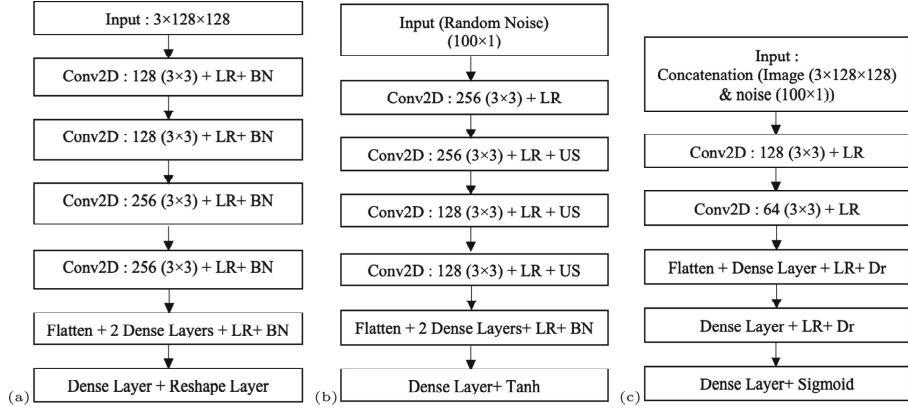 Input : 3×128×128
Conv2D : 128 (3×3) + LR+ BN
Conv2D : 128 (3×3) + LR+ BN
Conv2D : 256 (3×3) + LR+ BN
Conv2D : 256 (3×3) + LR+ BN
Flatten + 2 Dense Layers + LR+ BN
Dense Layer + Reshape Layer
(a)
Input (Random Noise)
(100×1)
Conv2D : 256 (3×3) + LR
Conv2D : 256 (3×3) + LR + US
Conv2D : 128 (3×3) + LR + US
Conv2D : 128 (3×3) + LR + US
Flatten + 2 Dense Layers+ LR+ BN
Dense Layer+ Tanh
(b)
Input :
Concatenation (Image (3×128×128)
& noise (100×1))
Conv2D : 128 (3×3) + LR
Conv2D : 64 (3×3) + LR
Flatten + Dense Layer + LR+ Dr
Dense Layer + LR+ Dr
Dense Layer+ Sigmoid
(c)